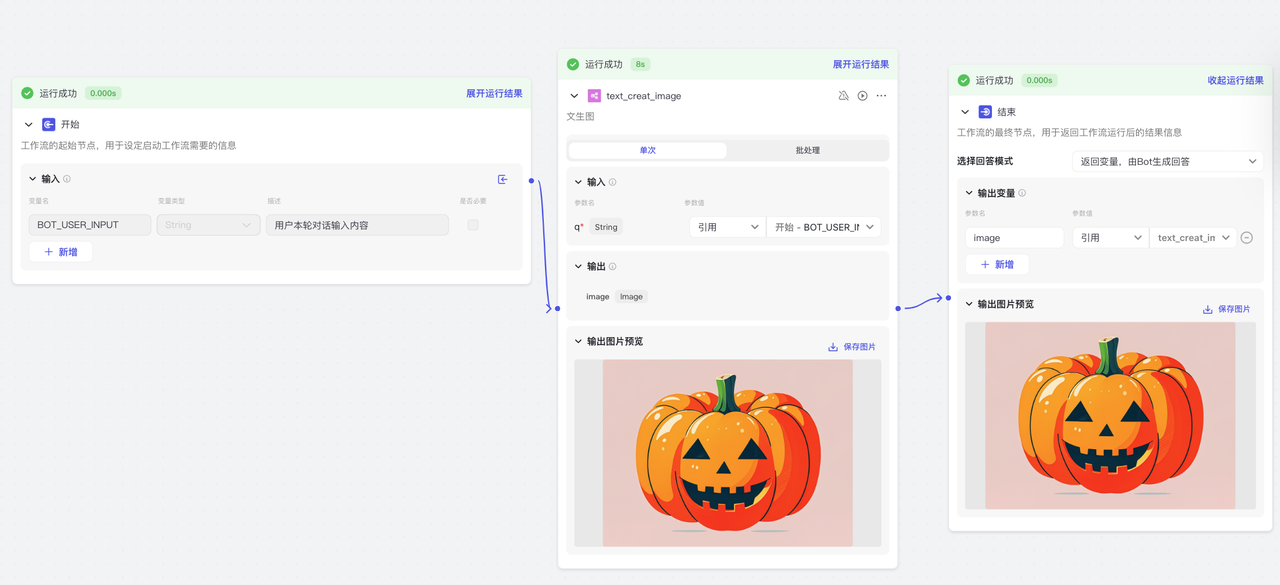 运行成功 0.000s 展开运行结果
开始
工作流的起始节点，用于设定启动工作流需要的信息
输入
变量名 变量类型 描述 是否必要
BOT_USER_INPUT String 用户本轮对话输入内容
+ 新增
运行成功 8s 展开运行结果
text_creat_image
文生图
单次 批处理
输入
参数名 参数值
q* String 引用 开始 - BOT_USER_IN
输出
image Image
输出图片预览
保存图片
运行成功 0.000s 收起运行结果
结束
工作流的最终节点，用于返回工作流运行后的结果信息
选择回答模式 返回变量，由Bot生成回答
输出变量
参数名 参数值
image 引用 text_creat_im
+ 新增
输出图片预览
保存图片